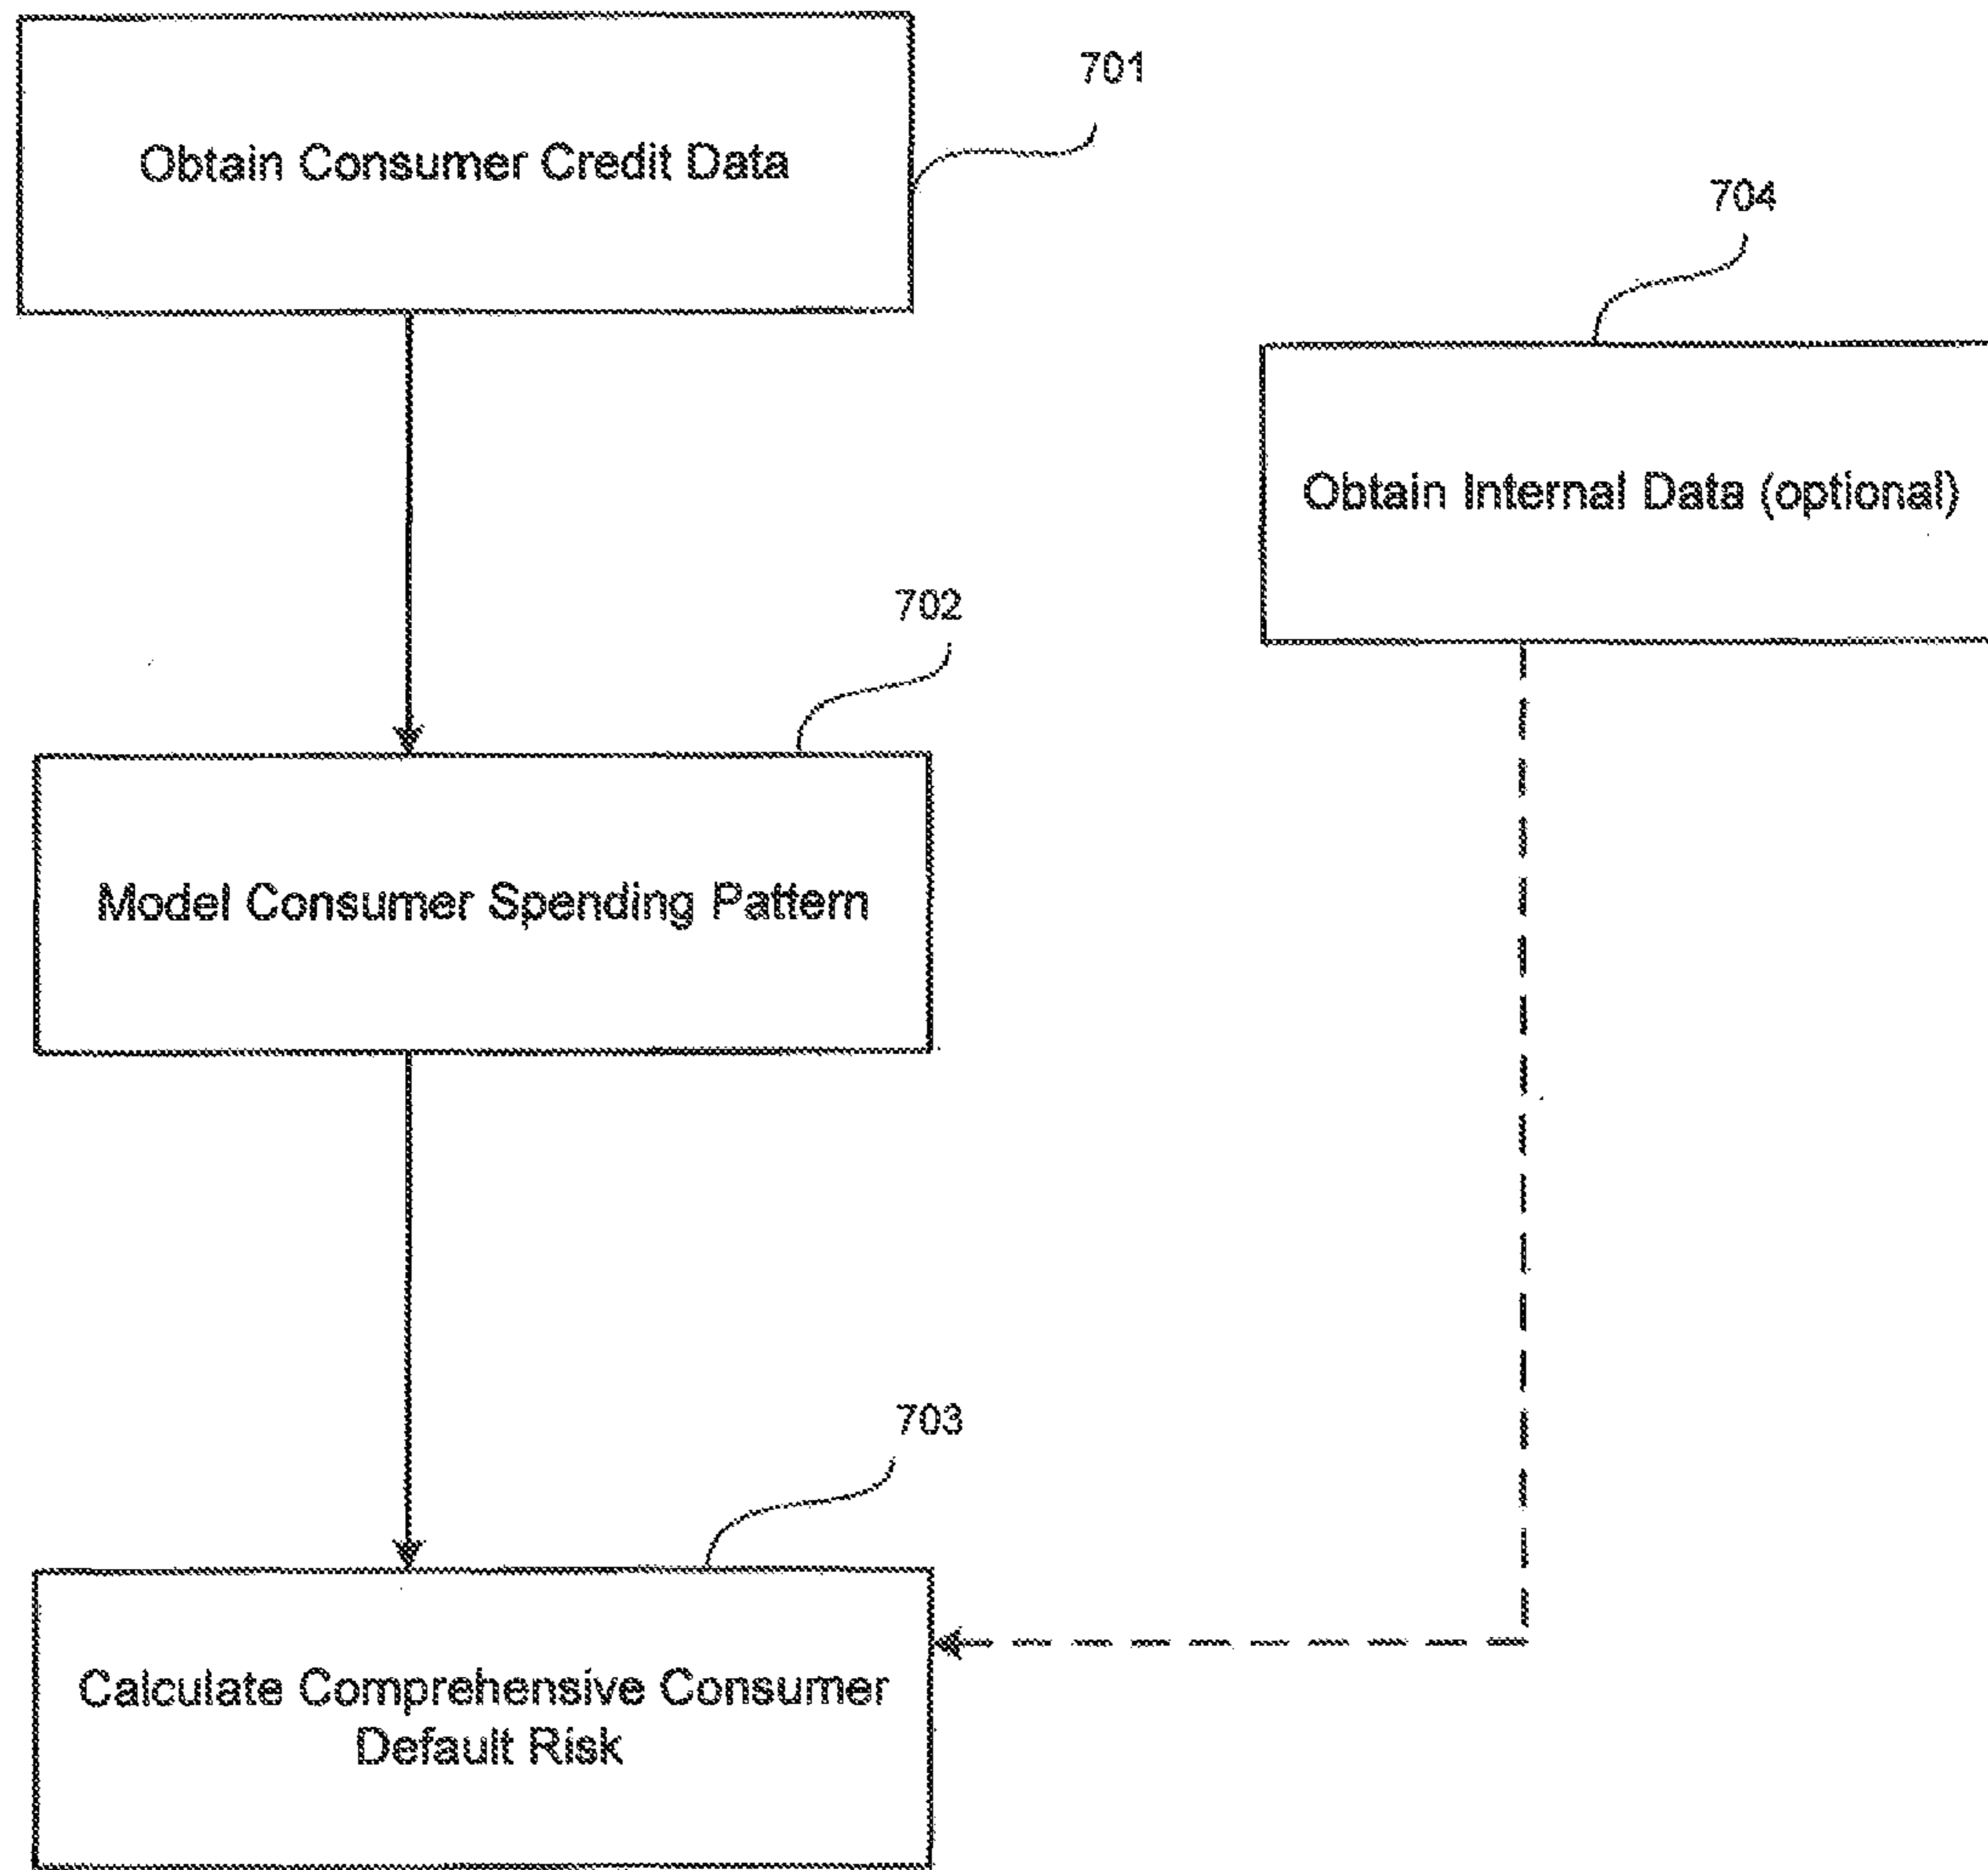 701
Obtain Consumer Credit Data
704
Obtain Internal Data (optional)
702
Model Consumer Spending Pattern
703
Calculate Comprehensive Consumer
Default Risk